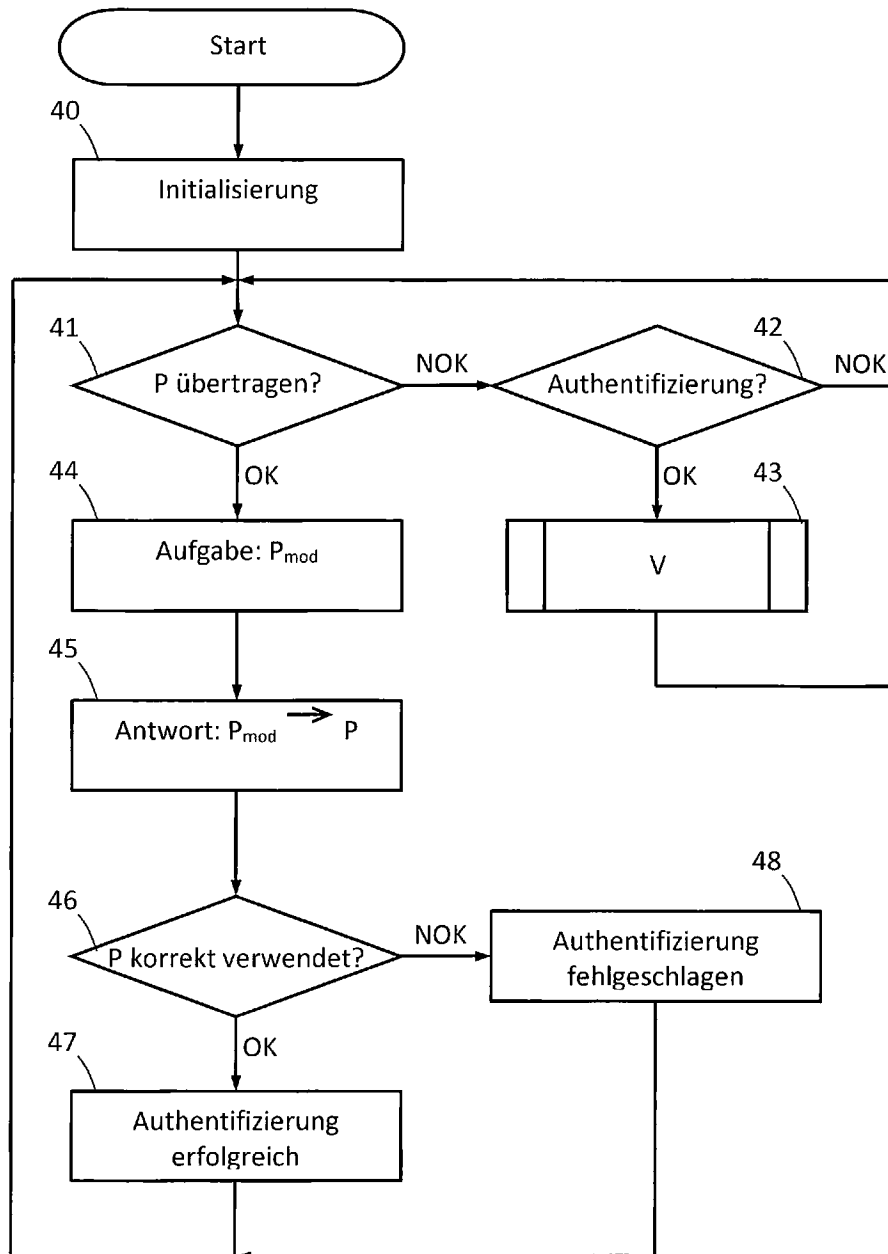 Start
40
Initialisierung
41
P übertragen?
NOK
42
Authentifizierung?
NOK
OK
OK
44
Aufgabe: Pmod
43
V
45
Antwort: Pmod → P
46
P korrekt verwendet?
NOK
48
Authentifizierung
fehlgeschlagen
OK
47
Authentifizierung
erfolgreich